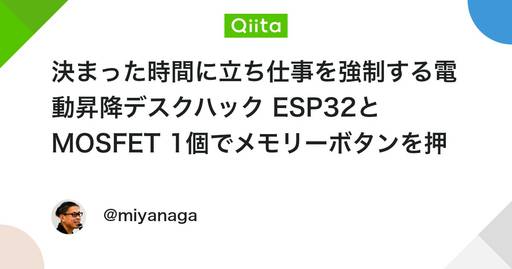 Qiita
決まった時間に立ち仕事を強制する電
動昇降デスクハック ESP32と
MOSFET 1個でメモリーボタンを押
@miyanaga